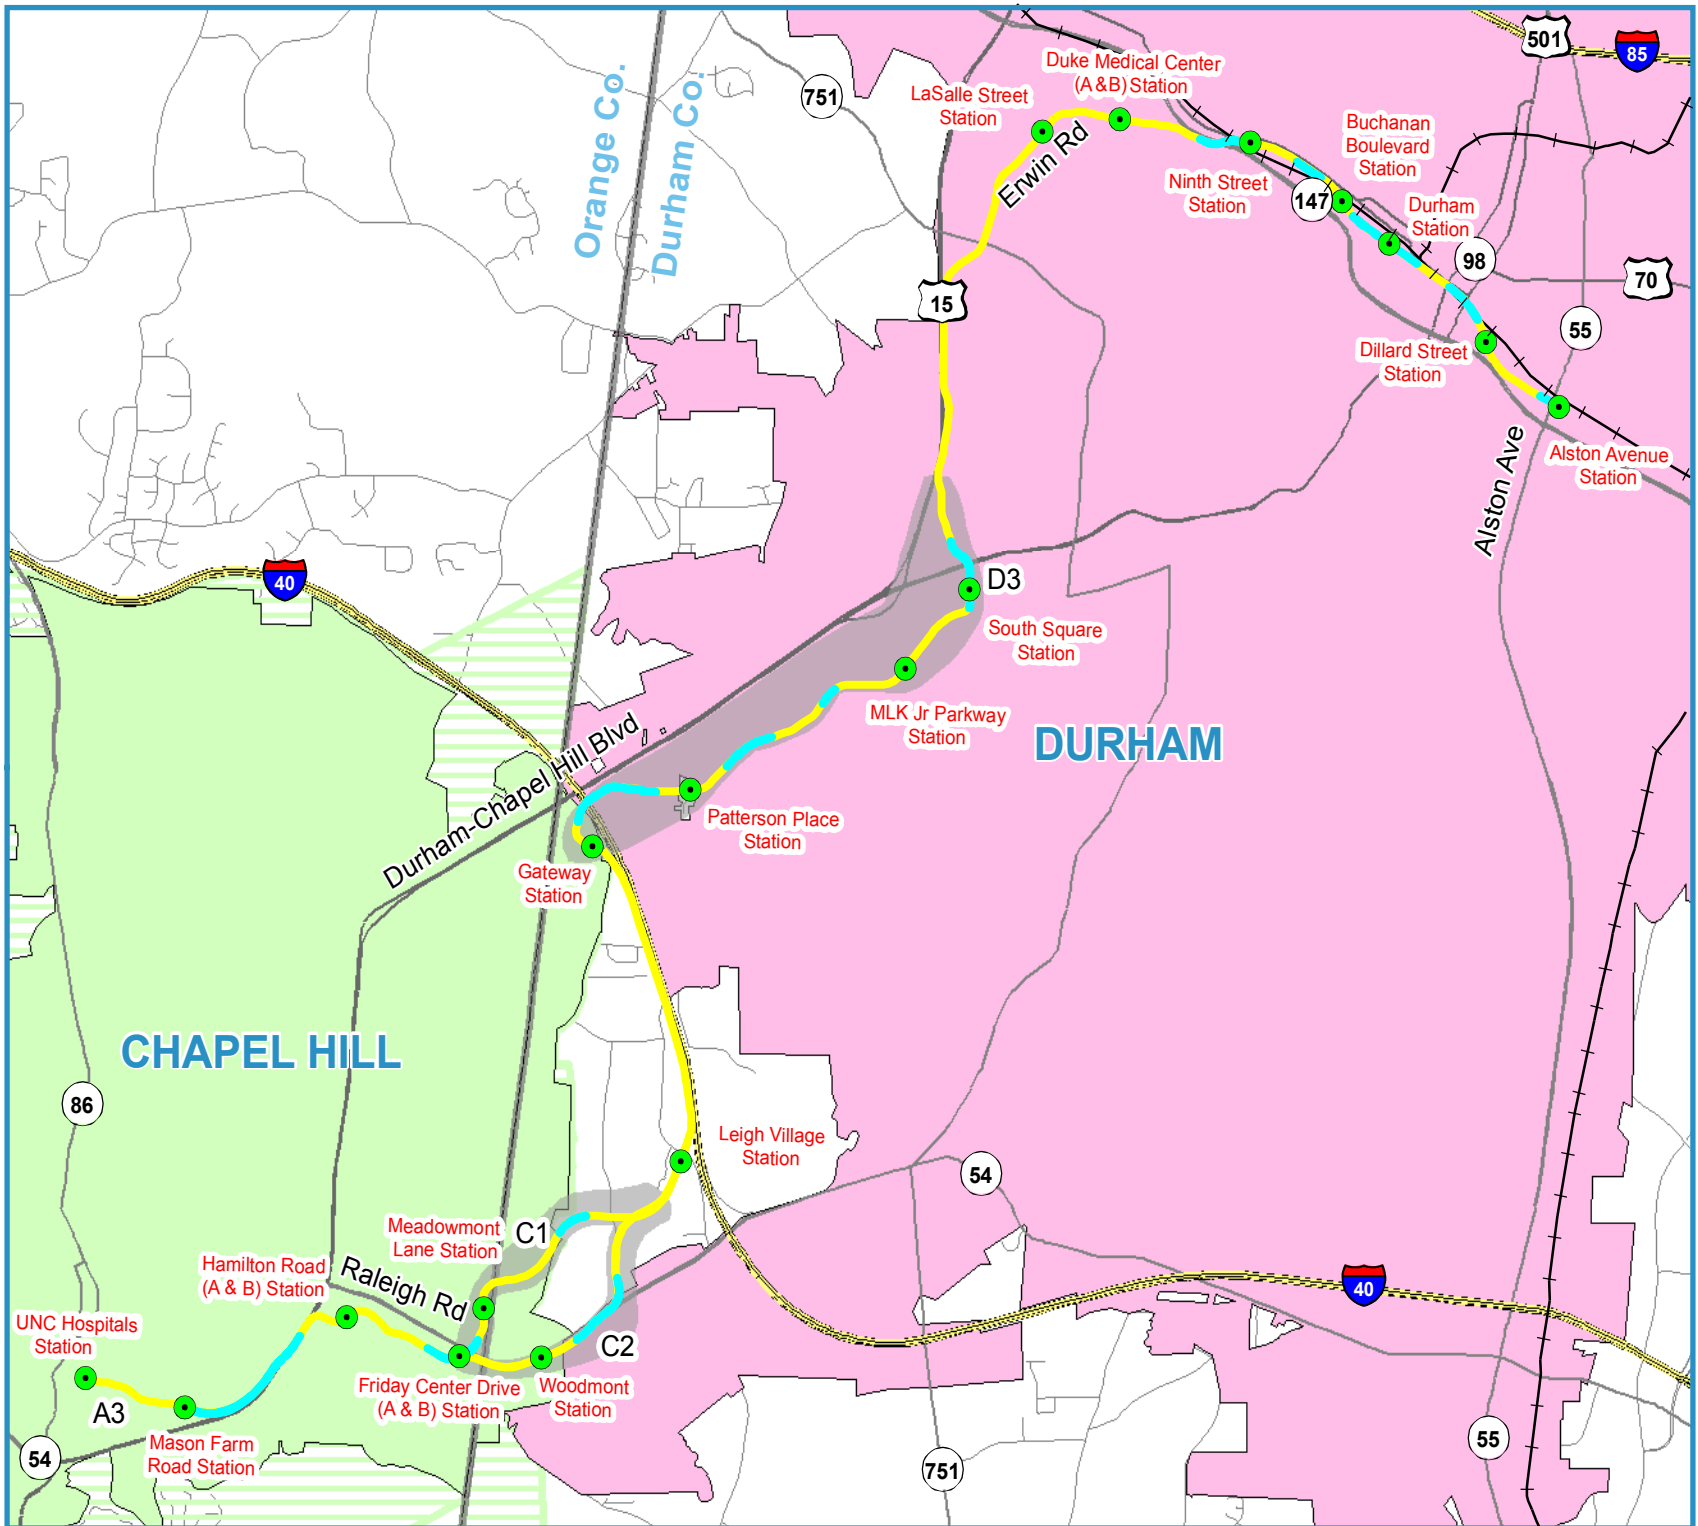 501
85
Duke Medical Center
(A &B) Station
751
LaSalle Street
Station
Orange Co.
Durham Co.
Erwin Rd
Buchanan
Boulevard
Station
Ninth Street
Station
147
Durham
Station
98
70
15
55
Dillard Street
Station
Alston Ave
Alston Avenue
Station
40
D3
South Square
Station
MLK Jr Parkway
Station
DURHAM
Durham-Chapel Hill Blvd
Patterson Place
Station
Gateway
Station
CHAPEL HILL
86
Leigh Village
Station
54
Meadowmont
Lane Station
C1
Hamilton Road
(A & B) Station
Raleigh Rd
40
UNC Hospitals
Station
C2
A3
Friday Center Drive
(A & B) Station
Woodmont
Station
Mason Farm
Road Station
54
751
55